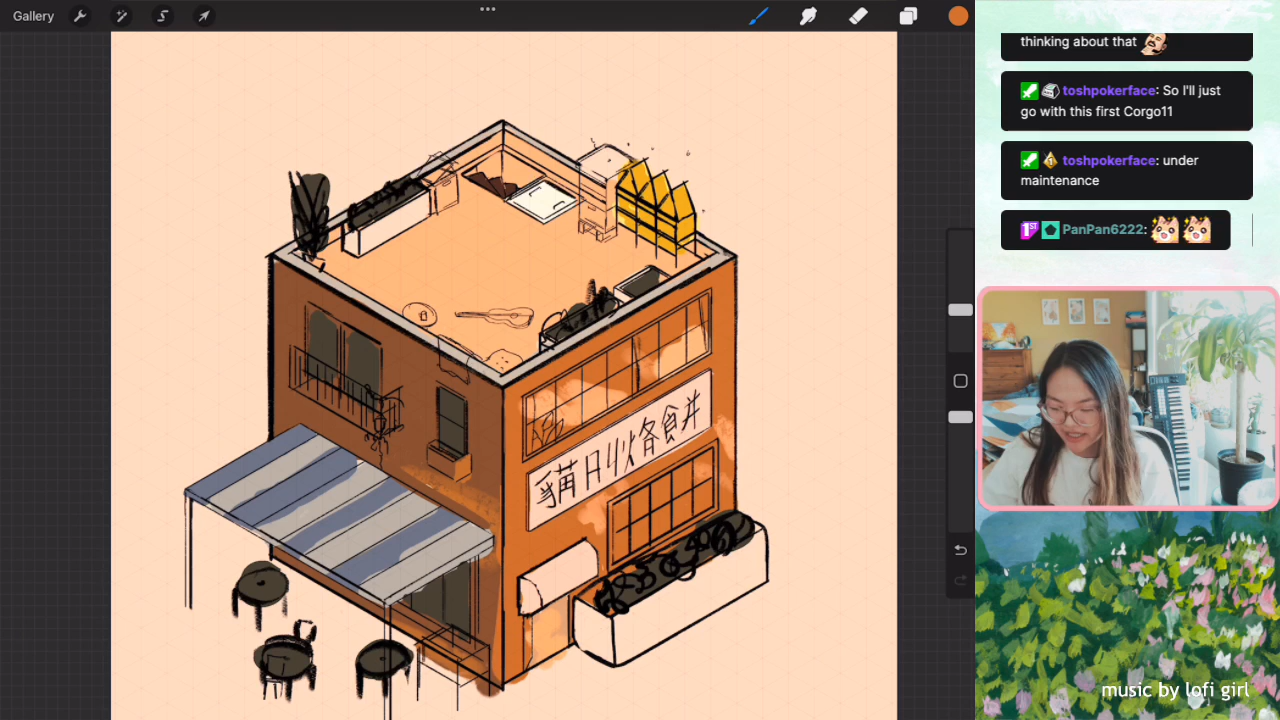 Gallery
thinking about that
toshpokerface: So I'll just
go with this first Corgo11
toshpokerface: under
maintenance
1ST PanPan6222:
music by lofi girl